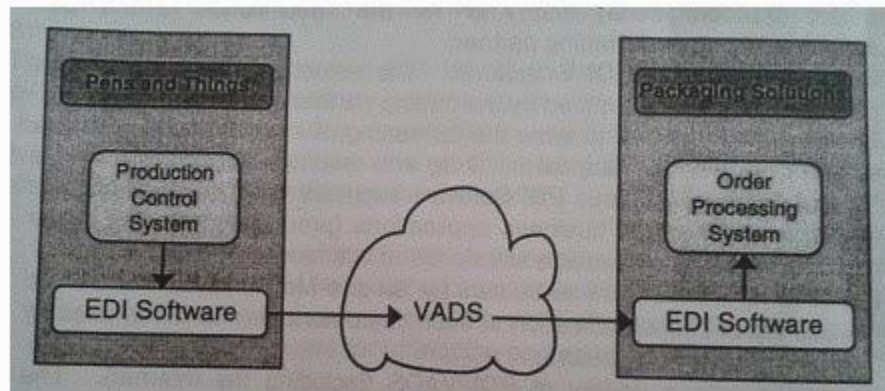 Pens and Things
Packaging Solutions
Production
Control
System
Order
Processing
System
EDI Software
VADS
EDI Software